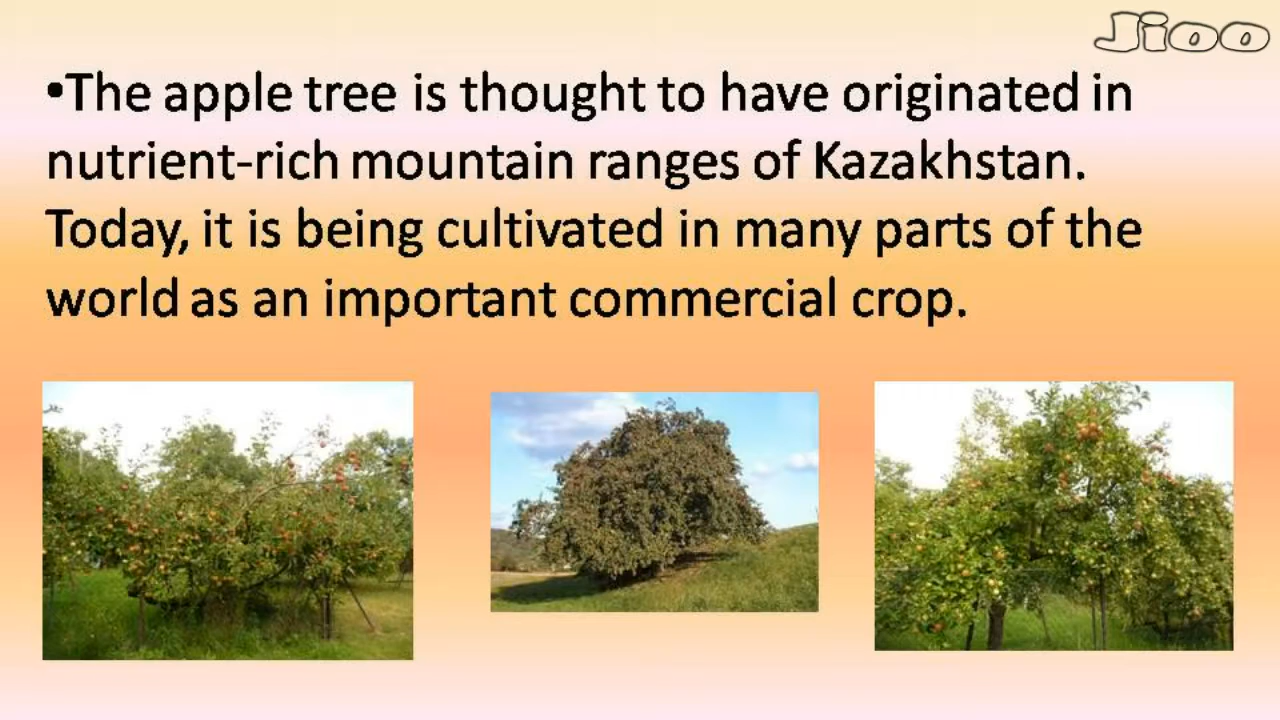 Jioo
•The apple tree is thought to have originated in
nutrient-rich mountain ranges of Kazakhstan.
Today, it is being cultivated in many parts of the
world as an important commercial crop.